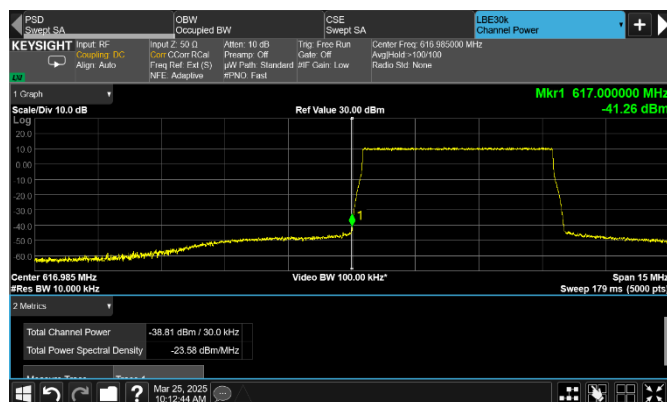 PSD
Swept SA
OBW
Occupied BW
CSE
Swept SA
LBE30k
Channel Power
KEYSIGHT
Input: RF
Coupling: DC
Align: Auto
Input Z: 50 Ω
Corr CCorr RCal
Freq Ref: Ext (S)
NFE: Adaptive
Atten: 10 dB
Preamp: Off
µW Path: Standard
#PNO: Fast
Trig: Free Run
Gate: Off
#IF Gain: Low
Center Freq: 616.985000 MHz
Avg|Hold:>100/100
Radio Std: None
1 Graph
Scale/Div 10.0 dB
Ref Value 30.00 dBm
Mkr1 617.000000 MHz
-41.26 dBm
Log
20.0
10.0
0.00
-10.0
-20.0
-30.0
-40.0
-50.0
-60.0
1
Center 616.985 MHz
#Res BW 10.000 kHz
Video BW 100.00 kHz*
Span 15 MHz
Sweep 179 ms (5000 pts)
2 Metrics
Total Channel Power -38.81 dBm / 30.0 kHz
Total Power Spectral Density -23.58 dBm/MHz
Measure Trace Trace 1
Mar 25, 2025
10:12:44 AM